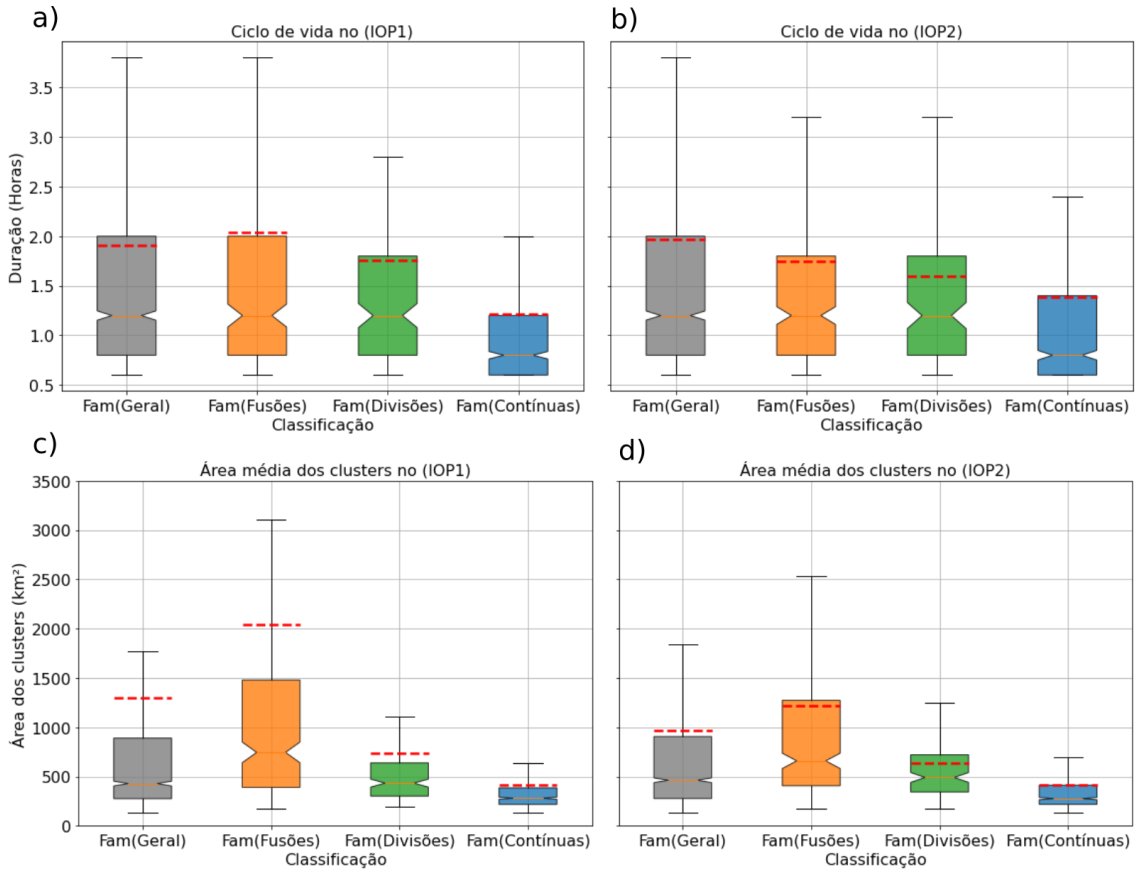 a)
Ciclo de vida no (IOP1)
Duração (Horas)
3.5
3.0
2.5
2.0
1.5
1.0
0.5
Fam(Geral) Fam(Fusões) Fam(Divisões) Fam(Contínuas)
Classificação
b)
Ciclo de vida no (IOP2)
Fam(Geral) Fam(Fusões) Fam(Divisões) Fam(Contínuas)
Classificação
c)
Área média dos clusters no (IOP1)
Área dos clusters (km²)
3500
3000
2500
2000
1500
1000
500
0
Fam(Geral) Fam(Fusões) Fam(Divisões) Fam(Contínuas)
Classificação
d)
Área média dos clusters no (IOP2)
Fam(Geral) Fam(Fusões) Fam(Divisões) Fam(Contínuas)
Classificação